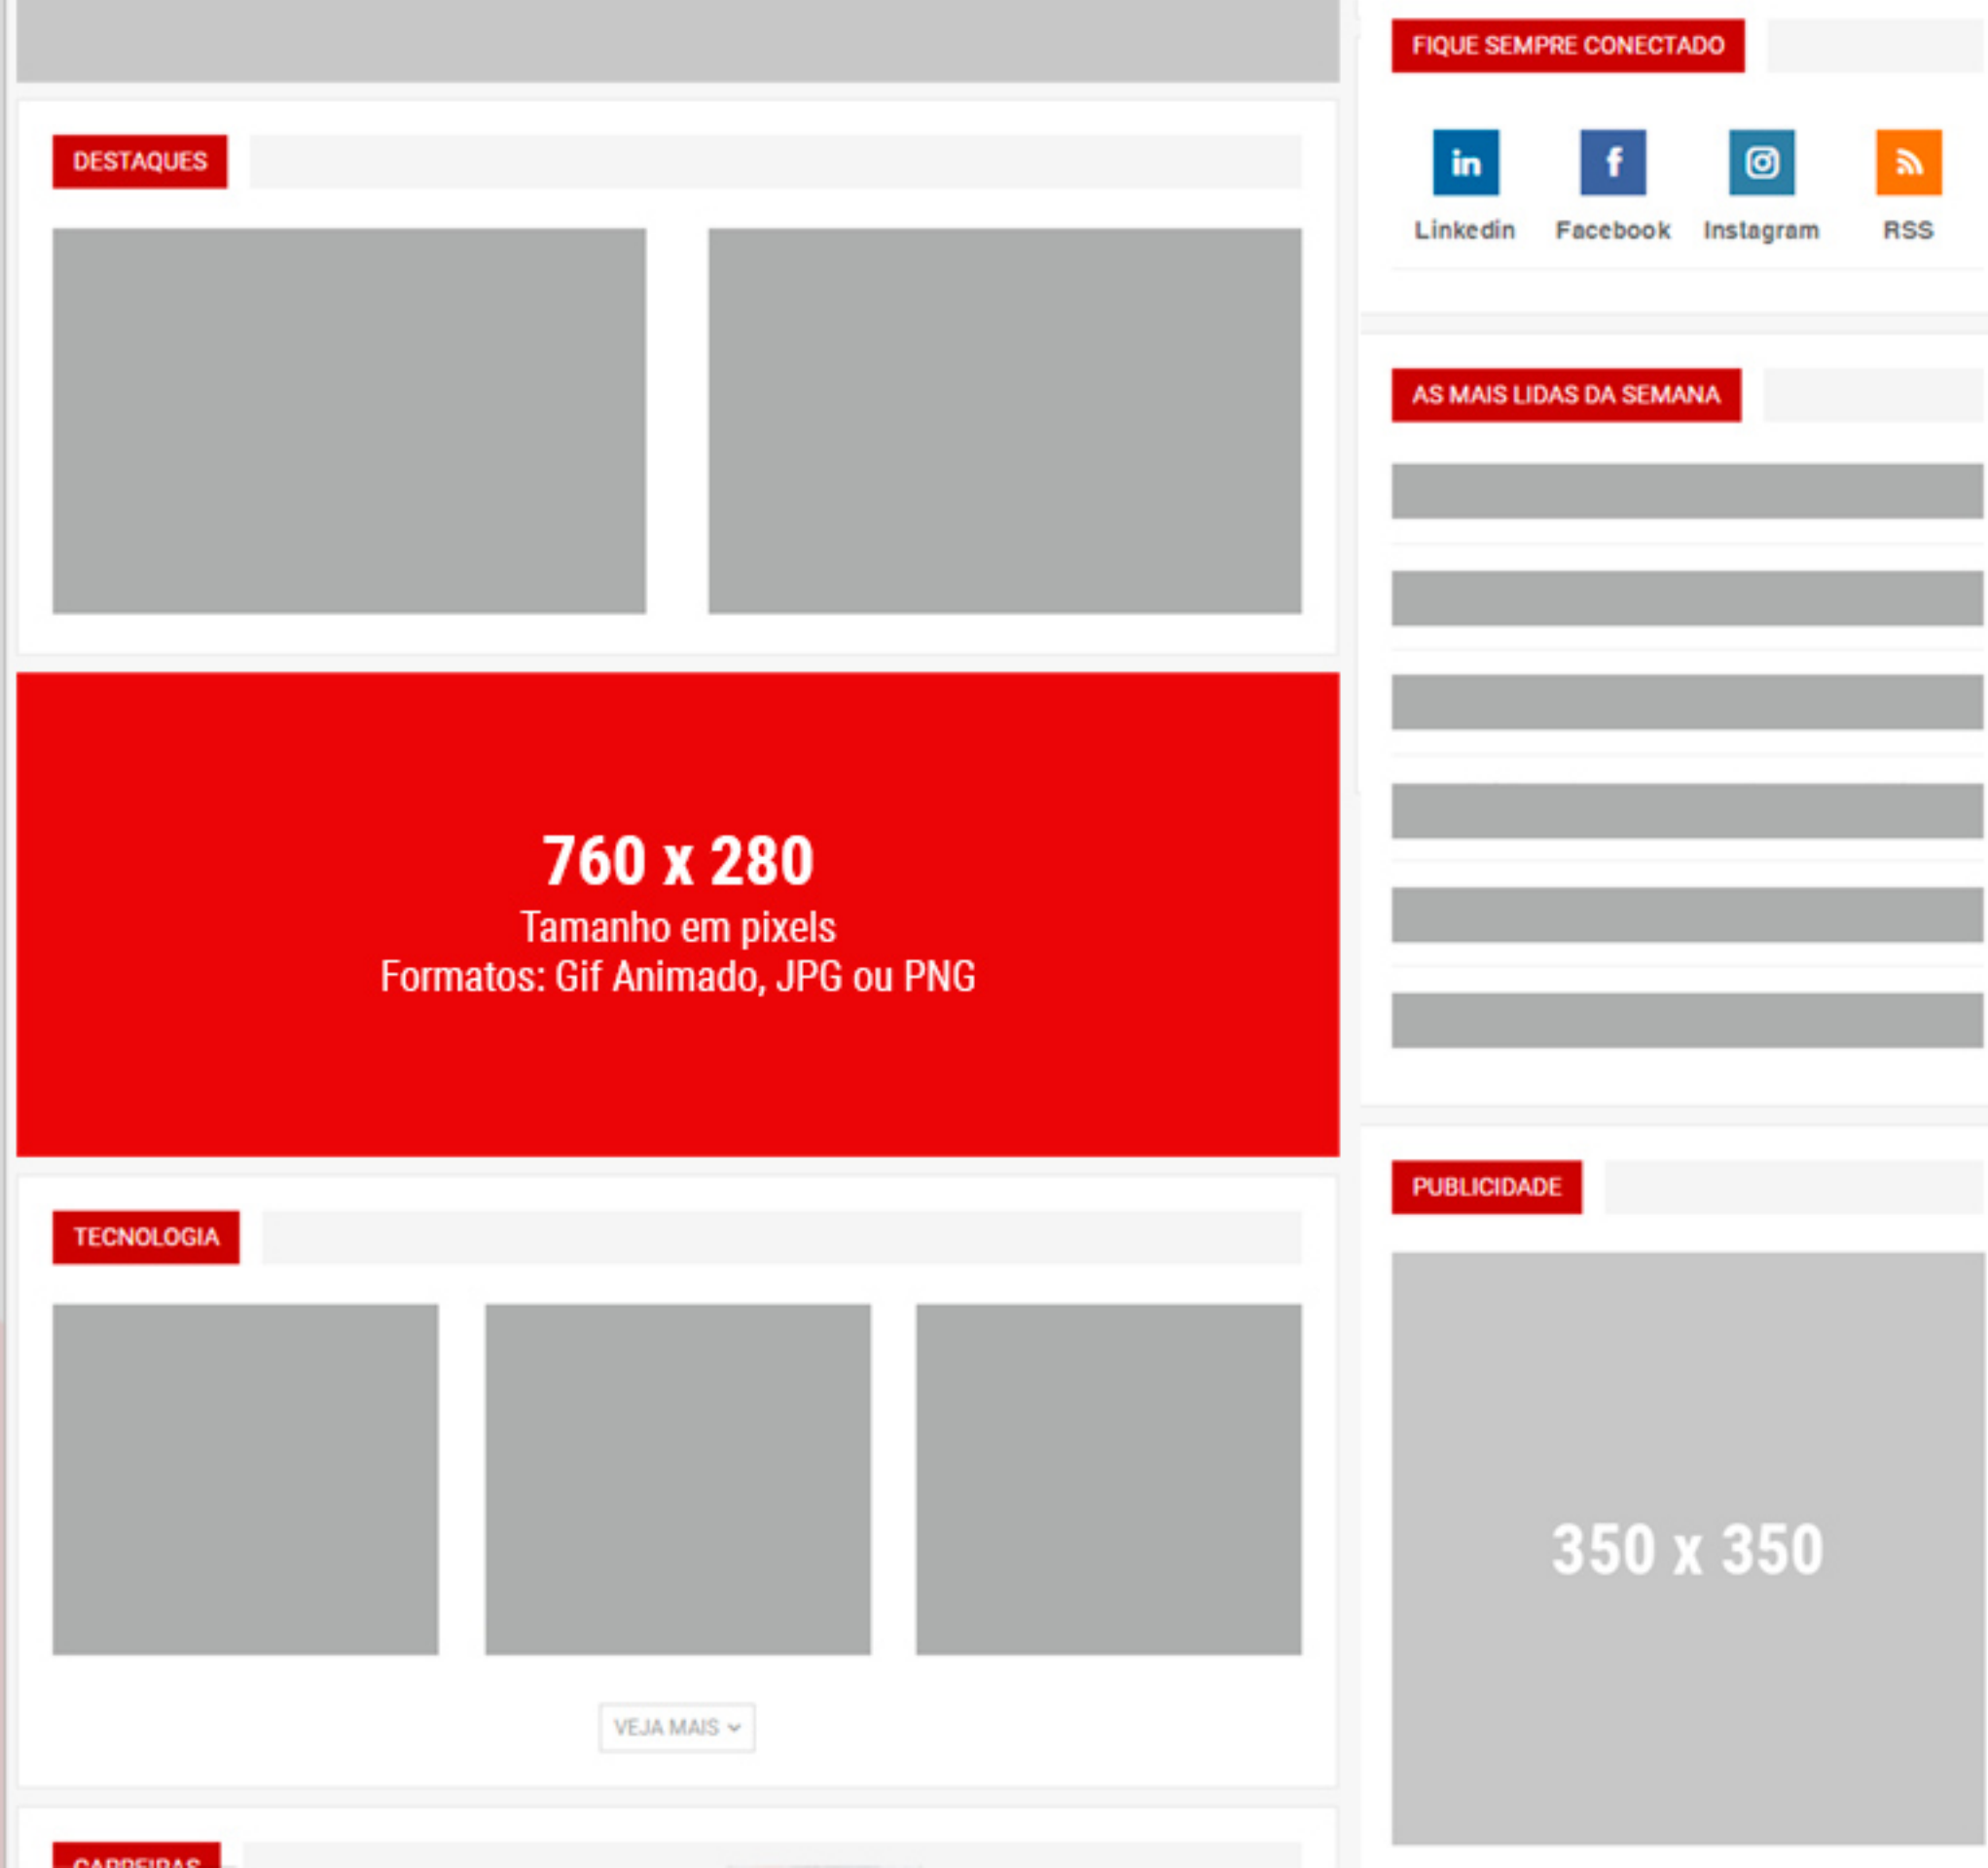 FIQUE SEMPRE CONECTADO
Linkedin Facebook Instagram RSS
DESTAQUES
AS MAIS LIDAS DA SEMANA
760 x 280
Tamanho em pixels
Formatos: Gif Animado, JPG ou PNG
TECNOLOGIA
VEJA MAIS
PUBLICIDADE
350 x 350
CARREIRAS